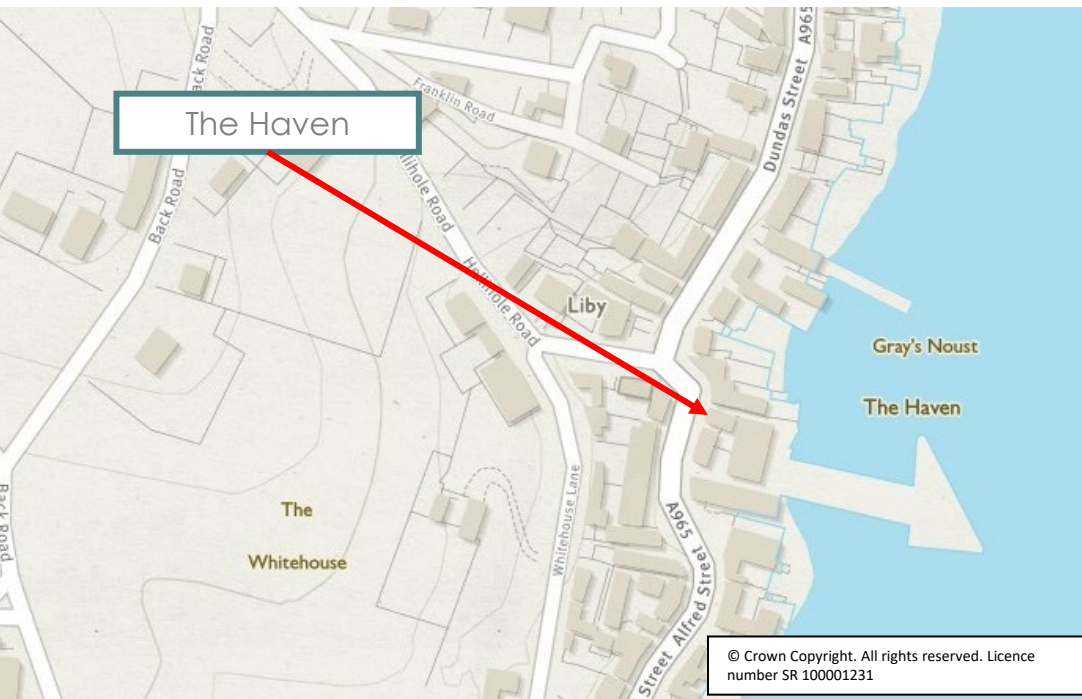 Back Road
A965
Dundas Street
Franklin Road
The Haven
Hellihole Road
Back Road
Hellihole Road
Liby
Gray's Noust
The Haven
Whitehouse Lane
A965
Back Road
The
Whitehouse
Alfred Street
Street
© Crown Copyright. All rights reserved. Licence
number SR 100001231